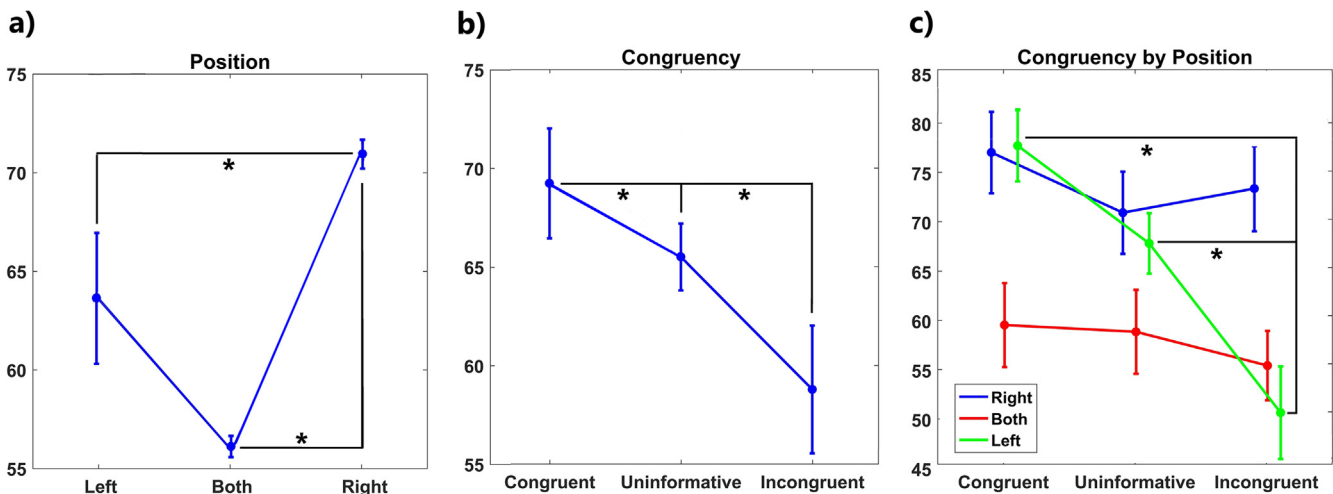 a)
Position
75
70
65
60
55
Left Both Right
*
*
b)
Congruency
75
70
65
60
55
Congruent Uninformative Incongruent
* *
c)
Congruency by Position
85
80
75
70
65
60
55
50
45
Congruent Uninformative Incongruent
*
*
Right
Both
Left